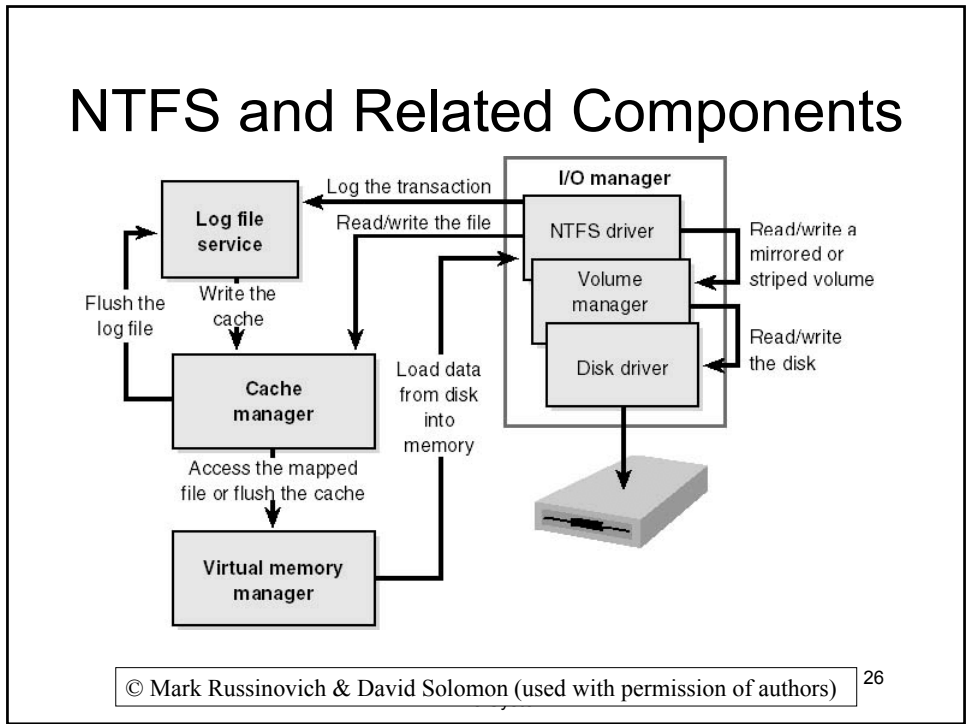 NTFS and Related Components
I/O manager
Log the transaction
Log file
service
Read/write the file
NTFS driver
Read/write a
mirrored or
striped volume
Volume
manager
Flush the
log file
Write the
cache
Read/write
the disk
Disk driver
Load data
from disk
into
memory
Cache
manager
Access the mapped
file or flush the cache
Virtual memory
manager
© Mark Russinovich & David Solomon (used with permission of authors)
26